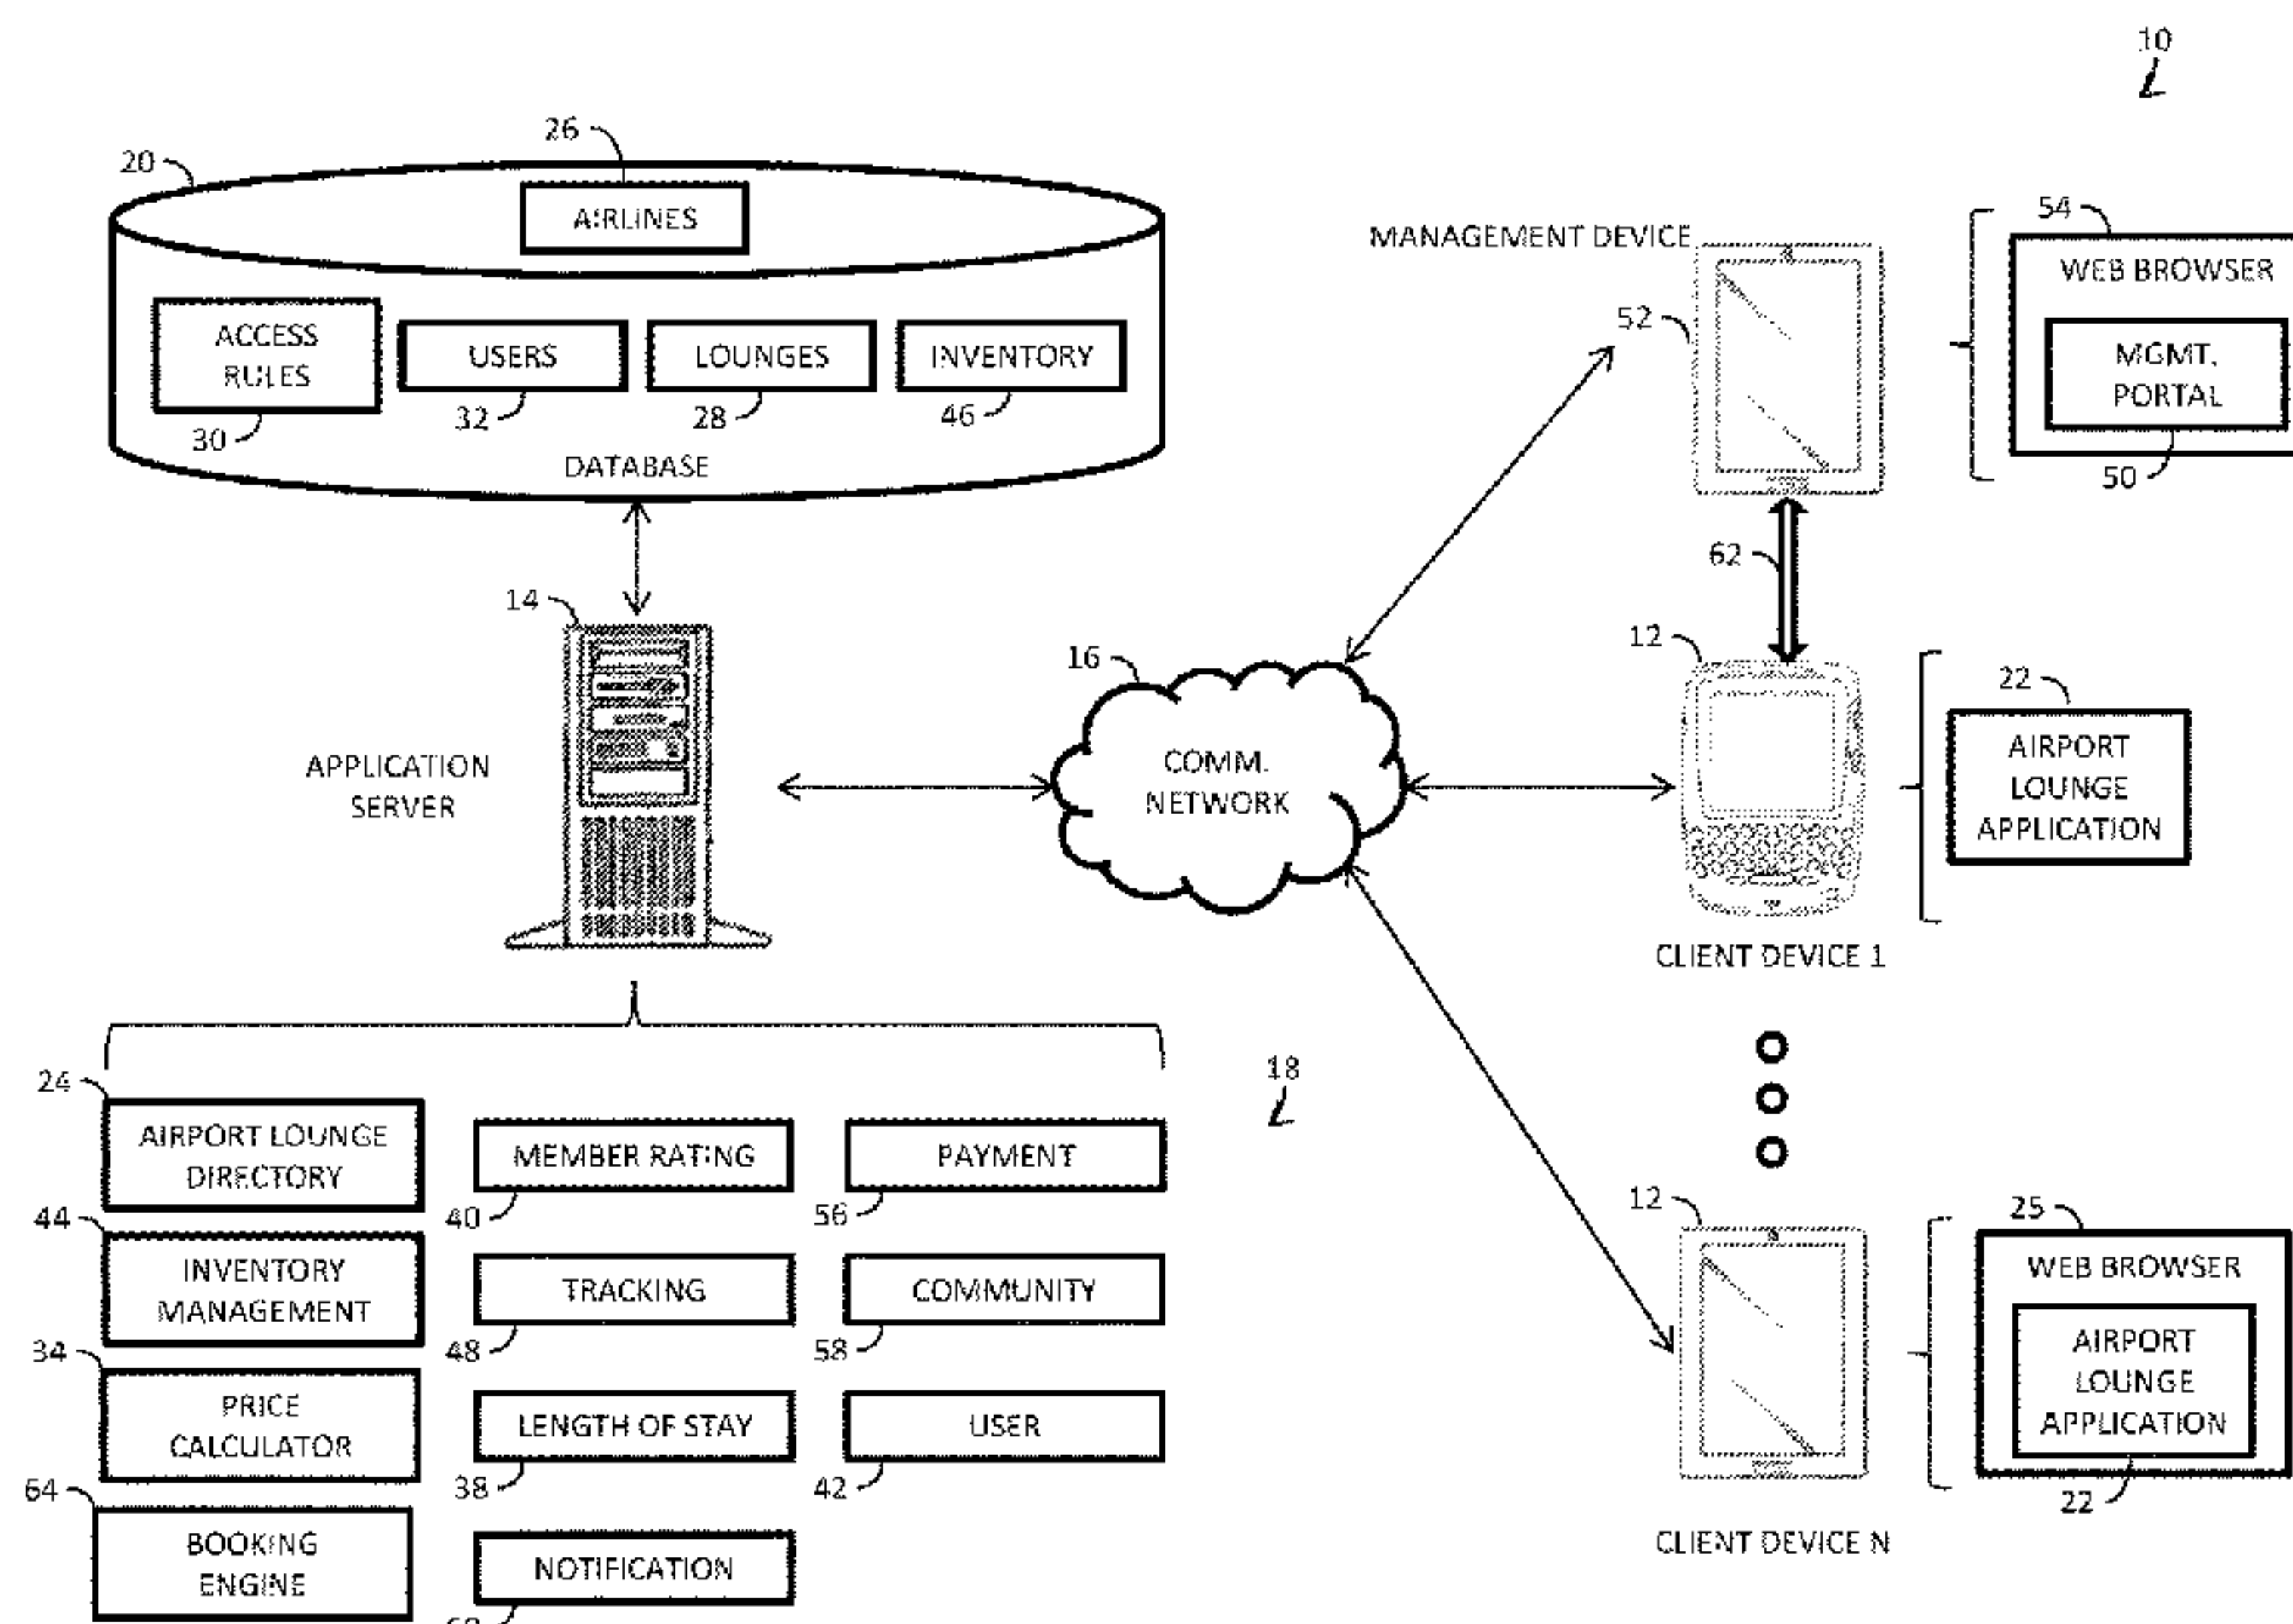 10
26
20
AIRLINES
54
MANAGEMENT DEVICE
WEB BROWSER
52
ACCESS
RULES
USERS
LOUNGES
INVENTORY
MGMT.
PORTAL
30
32
28
46
DATABASE
50
62
14
12
16
22
APPLICATION
SERVER
COMM.
NETWORK
AIRPORT
LOUNGE
APPLICATION
CLIENT DEVICE 1
18
24
AIRPORT LOUNGE
DIRECTORY
MEMBER RATING
PAYMENT
40
56
44
INVENTORY
MANAGEMENT
TRACKING
COMMUNITY
48
58
34
PRICE
CALCULATOR
LENGTH OF STAY
USER
38
42
64
BOOKING
ENGINE
NOTIFICATION
12
25
WEB BROWSER
AIRPORT
LOUNGE
APPLICATION
22
CLIENT DEVICE N